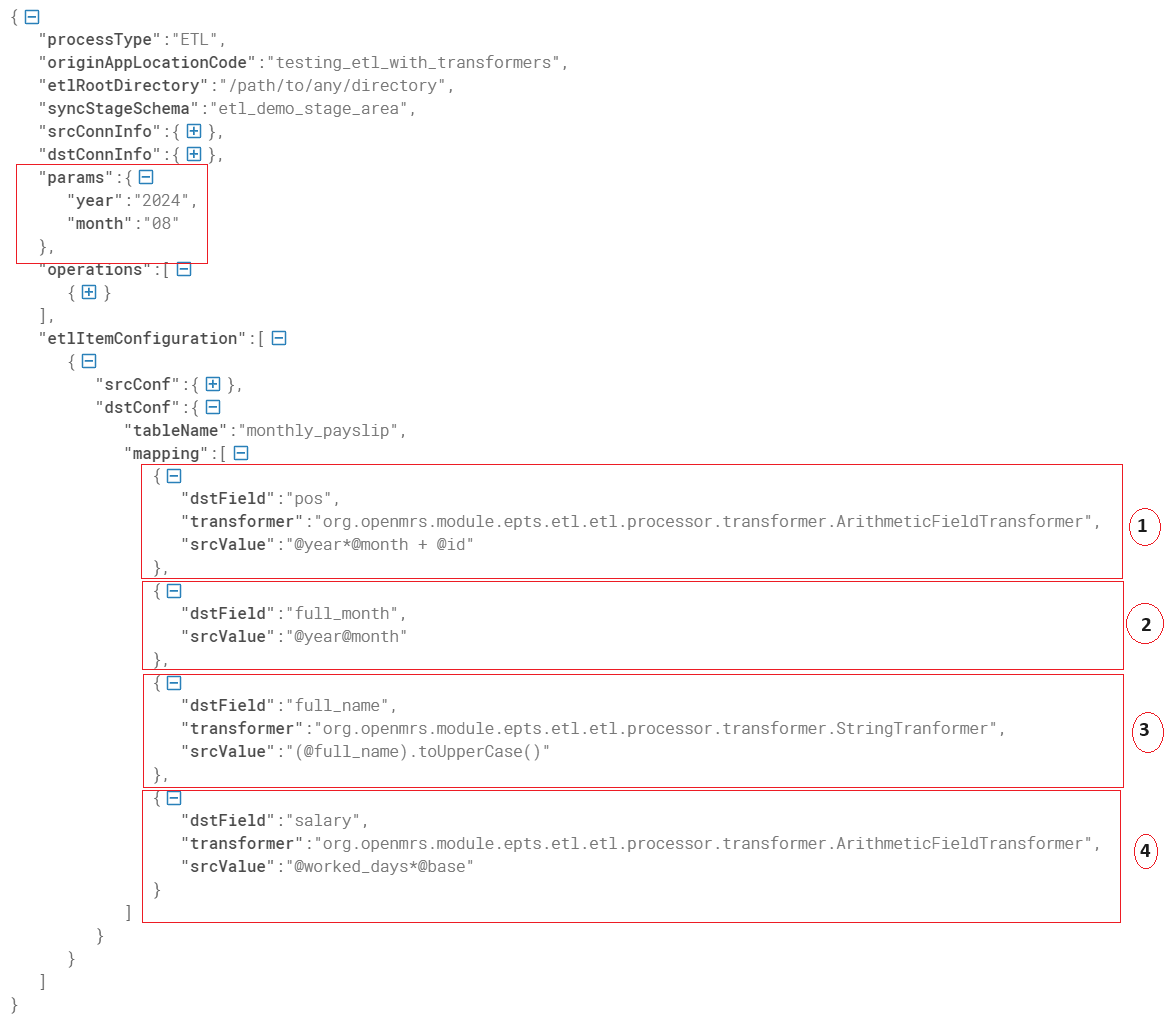 {
"processType":"ETL",
"originAppLocationCode":"testing_etl_with_transformers",
"etlRootDirectory":"/path/to/any/directory",
"syncStageSchema":"etl_demo_stage_area",
"srcConnInfo":{ },
"dstConnInfo":{ },
"params":{
"year":"2024",
"month":"08"
},
"operations":[
{ }
],
"etlItemConfiguration":[
{
"srcConf":{ },
"dstConf":{
"tableName":"monthly_payslip",
"mapping":[
{
"dstField":"pos",
"transformer":"org.openmrs.module.epts.etl.etl.processor.transformer.ArithmeticFieldTransformer",
1
"srcValue":"@year*@month + @id"
},
{
"dstField":"full_month",
2
"srcValue":"@year@month"
},
{
"dstField":"full_name",
"transformer":"org.openmrs.module.epts.etl.etl.processor.transformer.StringTranformer",
3
"srcValue":"(@full_name).toUpperCase()"
},
{
"dstField":"salary",
"transformer":"org.openmrs.module.epts.etl.etl.processor.transformer.ArithmeticFieldTransformer",
4
"srcValue":"@worked_days*@base"
}
]
}
}
]
}